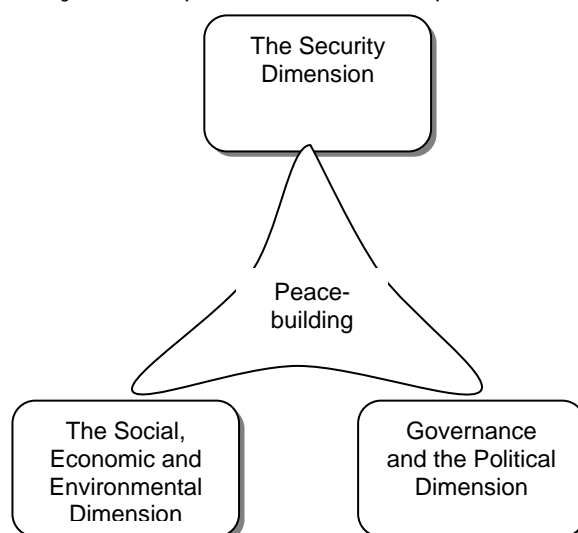 The Security
Dimension
Peace-
building
The Social,
Economic and
Environmental
Dimension
Governance
and the Political
Dimension